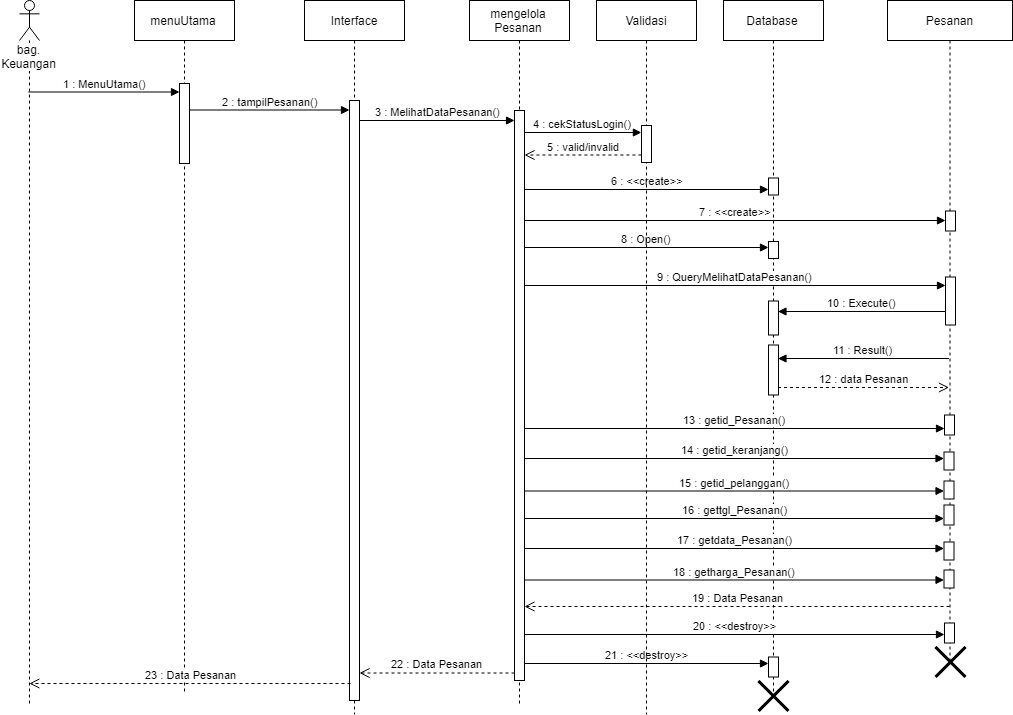 menuUtama
Interface
mengelola
Pesanan
Validasi
Database
Pesanan
bag.
Keuangan
1 : MenuUtama()
2 : tampilPesanan()
3 : MelihatDataPesanan()
4 : cekStatusLogin()
5 : valid/invalid
6 : <<create>>
7 : <<create>>
8 : Open()
9 : QueryMelihatDataPesanan()
10 : Execute()
11 : Result()
12 : data Pesanan
13 : getid_Pesanan()
14 : getid_keranjang()
15 : getid_pelanggan()
16 : gettgl_Pesanan()
17 : getdata_Pesanan()
18 : getharga_Pesanan()
19 : Data Pesanan
20 : <<destroy>>
21 : <<destroy>>
22 : Data Pesanan
23 : Data Pesanan